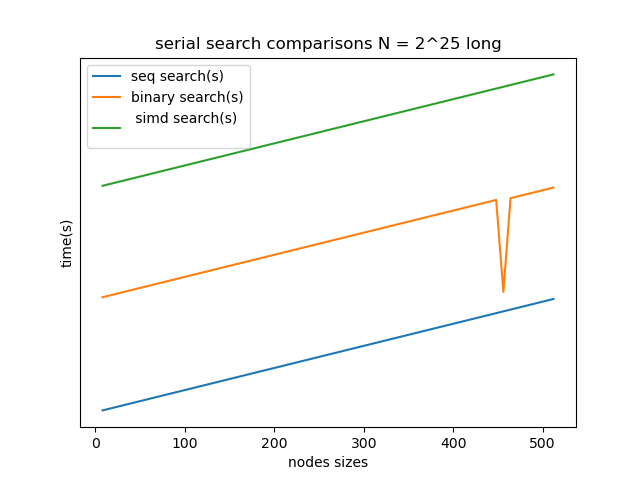 serial search comparisons N = 2^25 long
seq search(s)
binary search(s)
simd search(s)
time(s)
0 100 200 300 400 500
nodes sizes